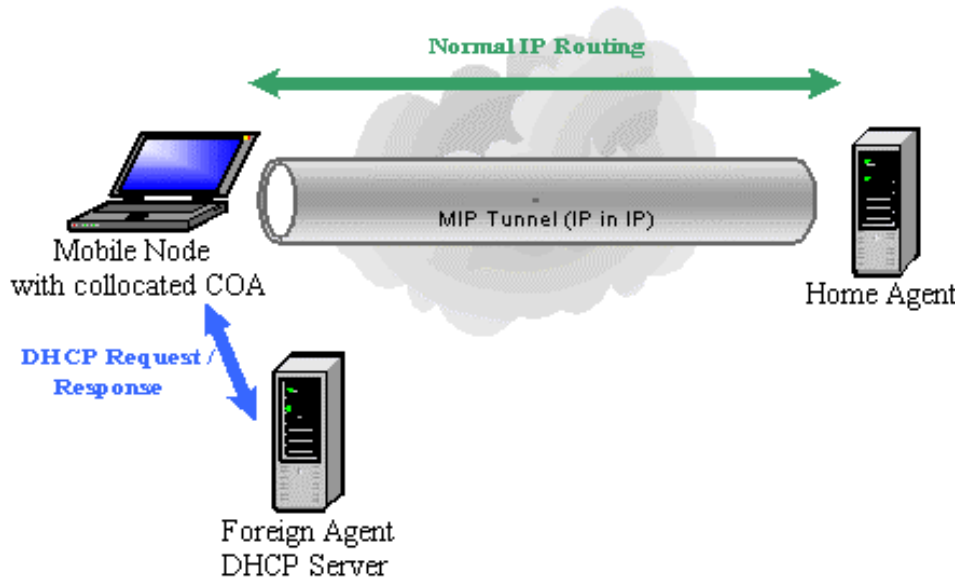 Normal IP Routing
MIP Tunnel (IP in IP)
Mobile Node
with collocated COA
Home Agent
DHCP Request /
Response
Foreign Agent
DHCP Server